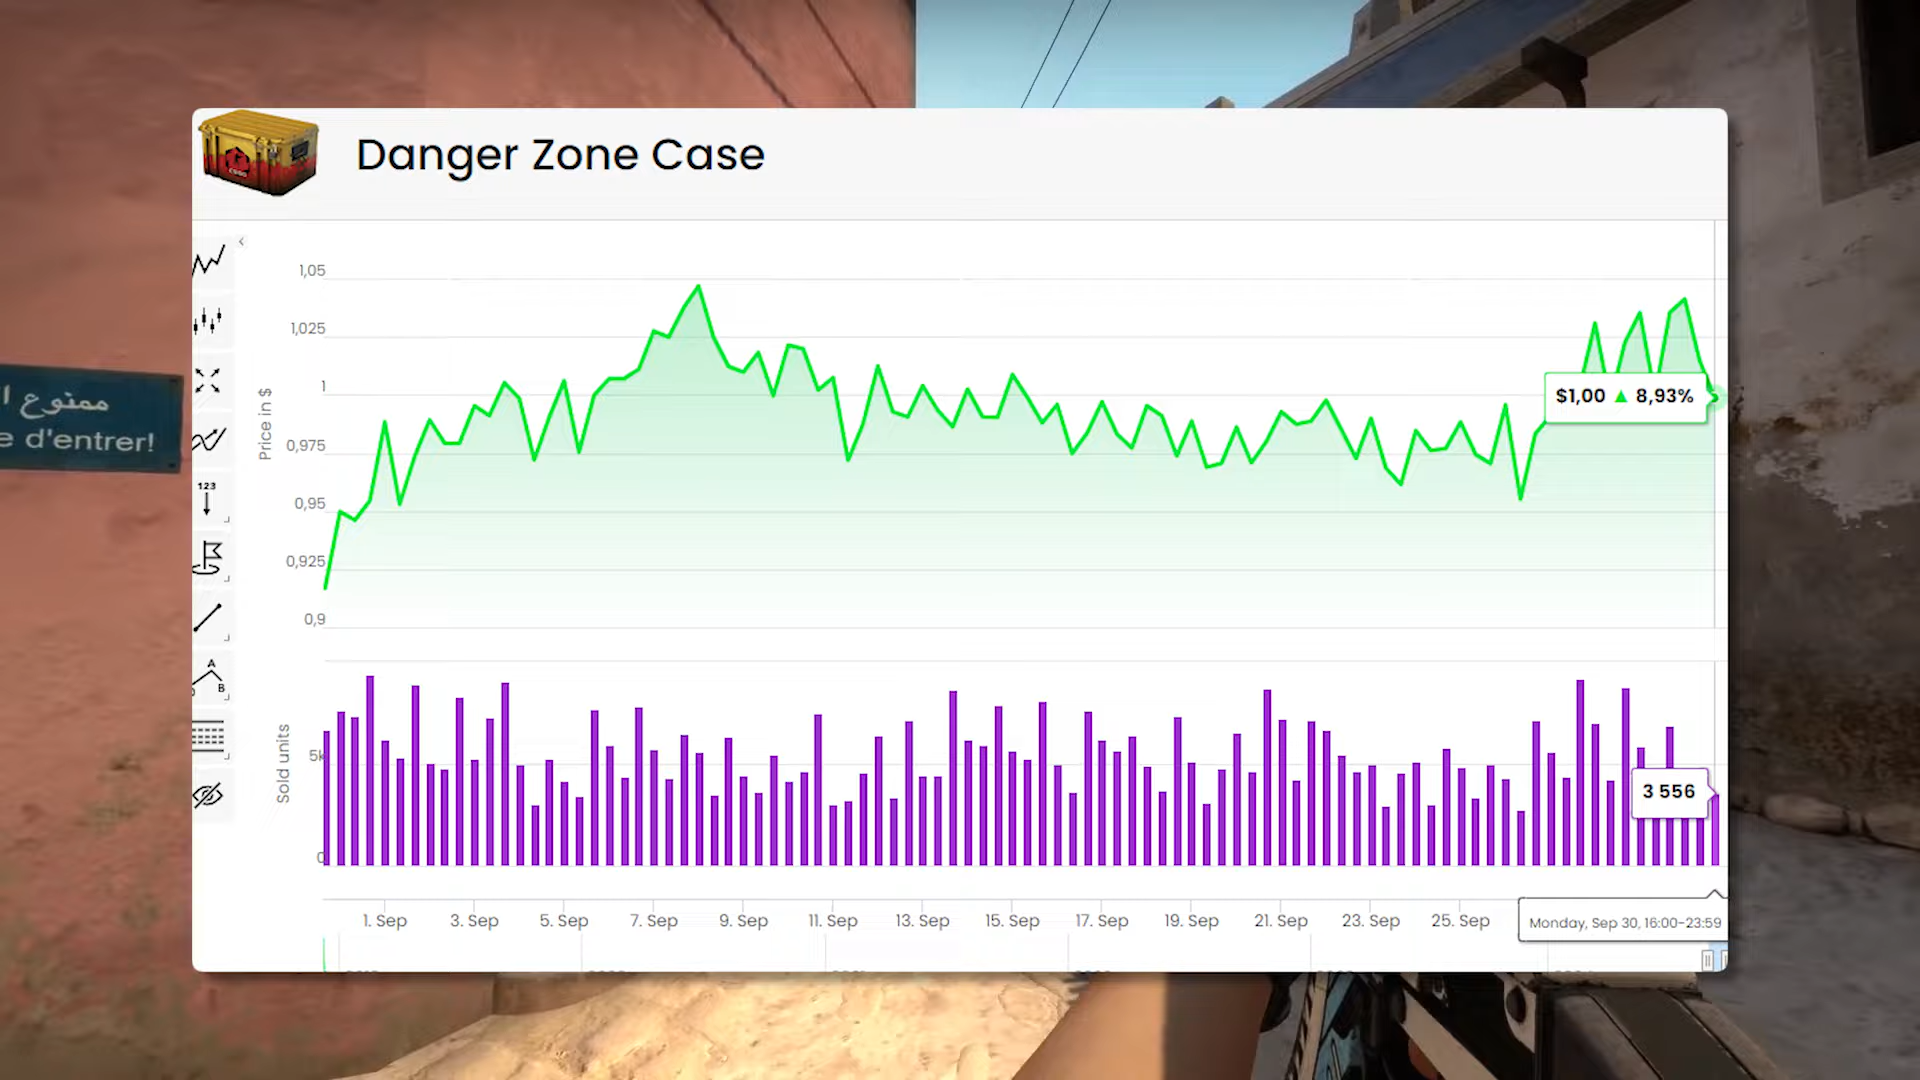 Danger Zone Case
1,05
1,025
1
0,975
0,95
0,925
0,9
Price in $
$1,00 ▲ 8,93%
ممنوع ا
e d'entrer!
123
A
B
Sold units
5k
0
3 556
1. Sep
3. Sep
5. Sep
7. Sep
9. Sep
11. Sep
13. Sep
15. Sep
17. Sep
19. Sep
21. Sep
23. Sep
25. Sep
Monday, Sep 30, 16:00-23:59